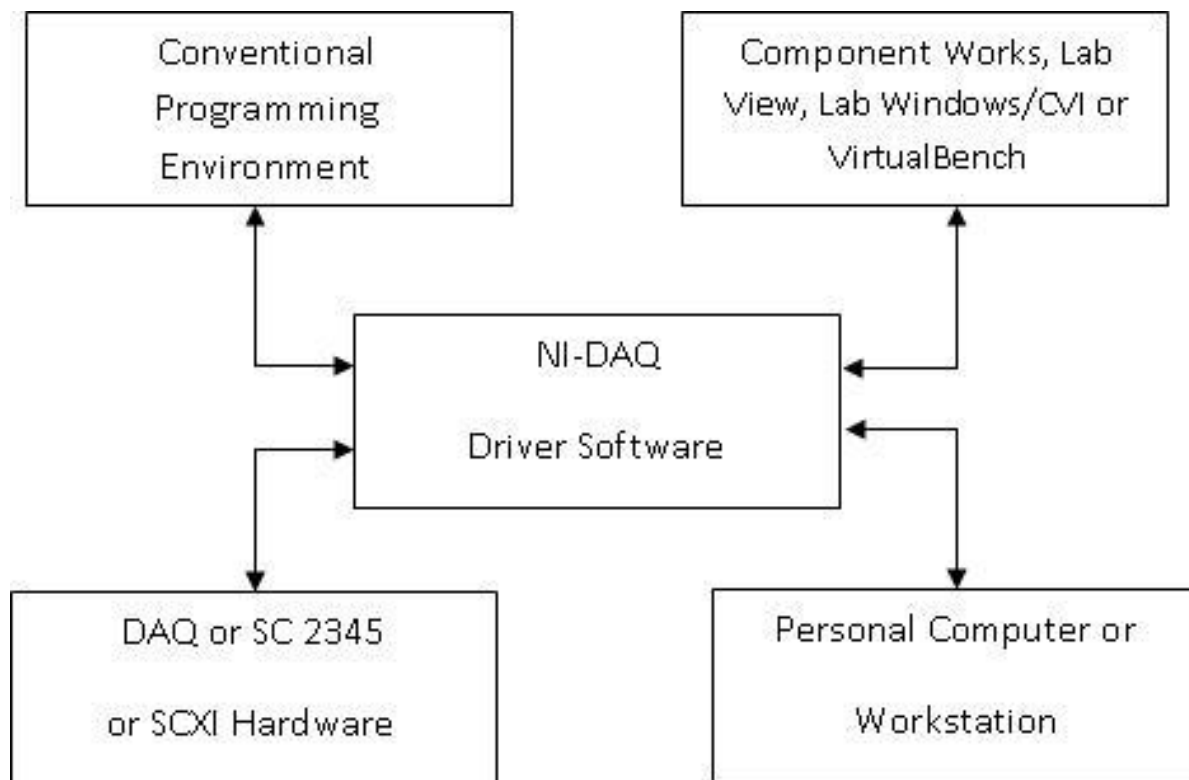 Conventional
Programming
Environment
Component Works, Lab
View, Lab Windows/CVI or
VirtualBench
NI-DAQ
Driver Software
DAQ or SC 2345
or SCXI Hardware
Personal Computer or
Workstation